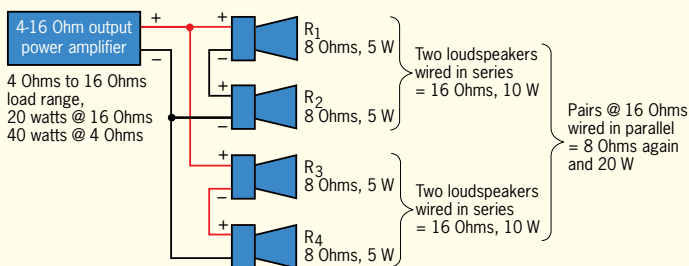 4-16 Ohm output
power amplifier
+
−
4 Ohms to 16 Ohms
load range,
20 watts @ 16 Ohms
40 watts @ 4 Ohms
+
−
R1
8 Ohms, 5 W
+
−
R2
8 Ohms, 5 W
+
−
R3
8 Ohms, 5 W
+
R4
8 Ohms, 5 W
Two loudspeakers
wired in series
= 16 Ohms, 10 W
Two loudspeakers
wired in series
= 16 Ohms, 10 W
Pairs @ 16 Ohms
wired in parallel
= 8 Ohms again
and 20 W